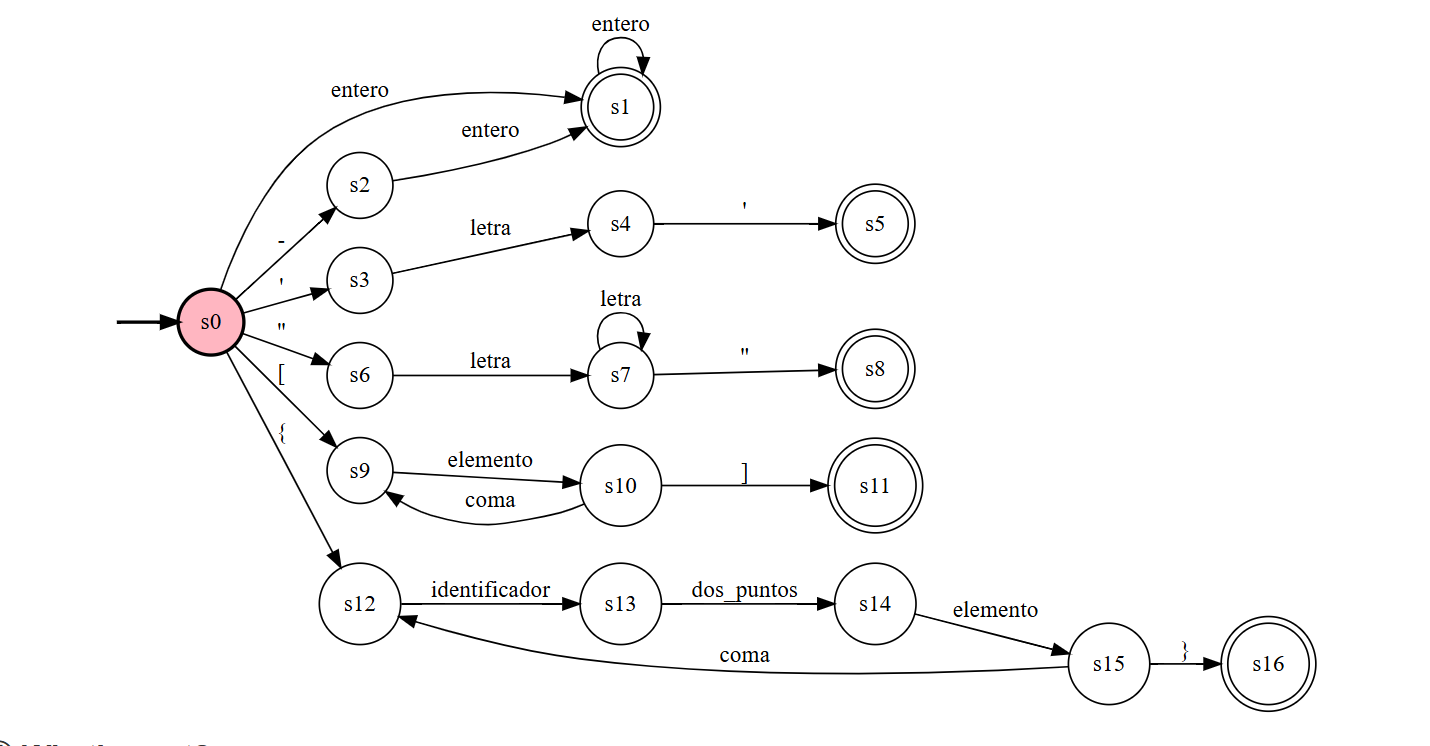 entero
entero
s1
entero
s2
-
letra
s4
'
s5
'
s3
s0
"
letra
[
s6
letra
s7
"
s8
{
s9
elemento
coma
s10
]
s11
s12
identificador
s13
dos_puntos
s14
elemento
coma
s15
}
s16